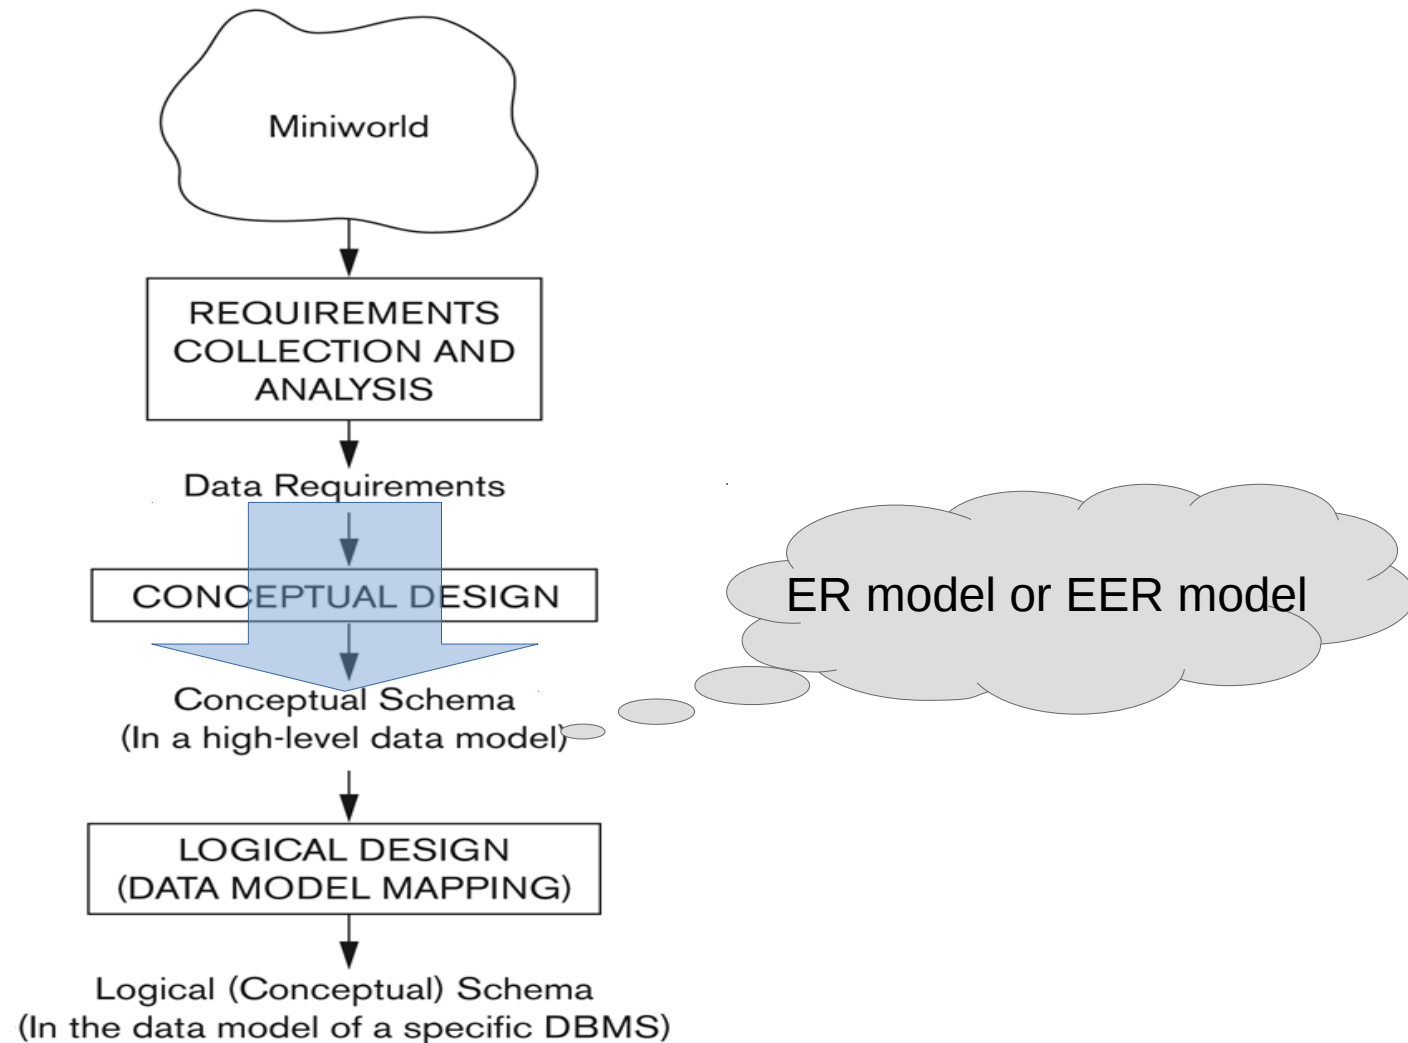 Miniworld
REQUIREMENTS
COLLECTION AND
ANALYSIS
Data Requirements
CONCEPTUAL DESIGN
ER model or EER model
Conceptual Schema
(In a high-level data model)
LOGICAL DESIGN
(DATA MODEL MAPPING)
Logical (Conceptual) Schema
(In the data model of a specific DBMS)